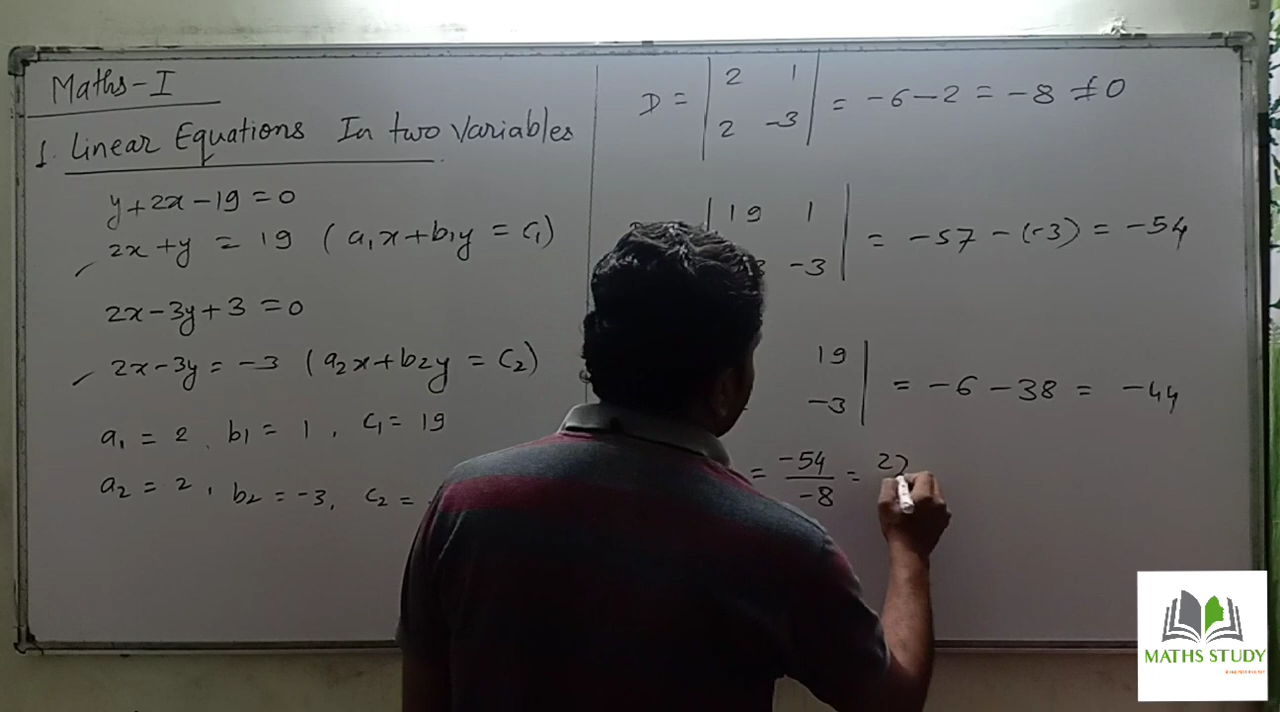 Maths-I
1. Linear Equations In two Variables
y+2x-19=0
2x+y = 19 (a1x+b1y = c1)
2x-3y+3=0
2x-3y=-3 (a2x+b2y = c2)
a1 = 2, b1 = 1, c1 = 19
a2 = 2, b2 = -3, c2 =
D = | 2 1 | = -6-2 = -8 ≠0
2 -3
| 19 1 | = -57-(-3) = -54
-3
19 | = -6-38 = -44
-3
= -54/-8 = 27
MATHS STUDY